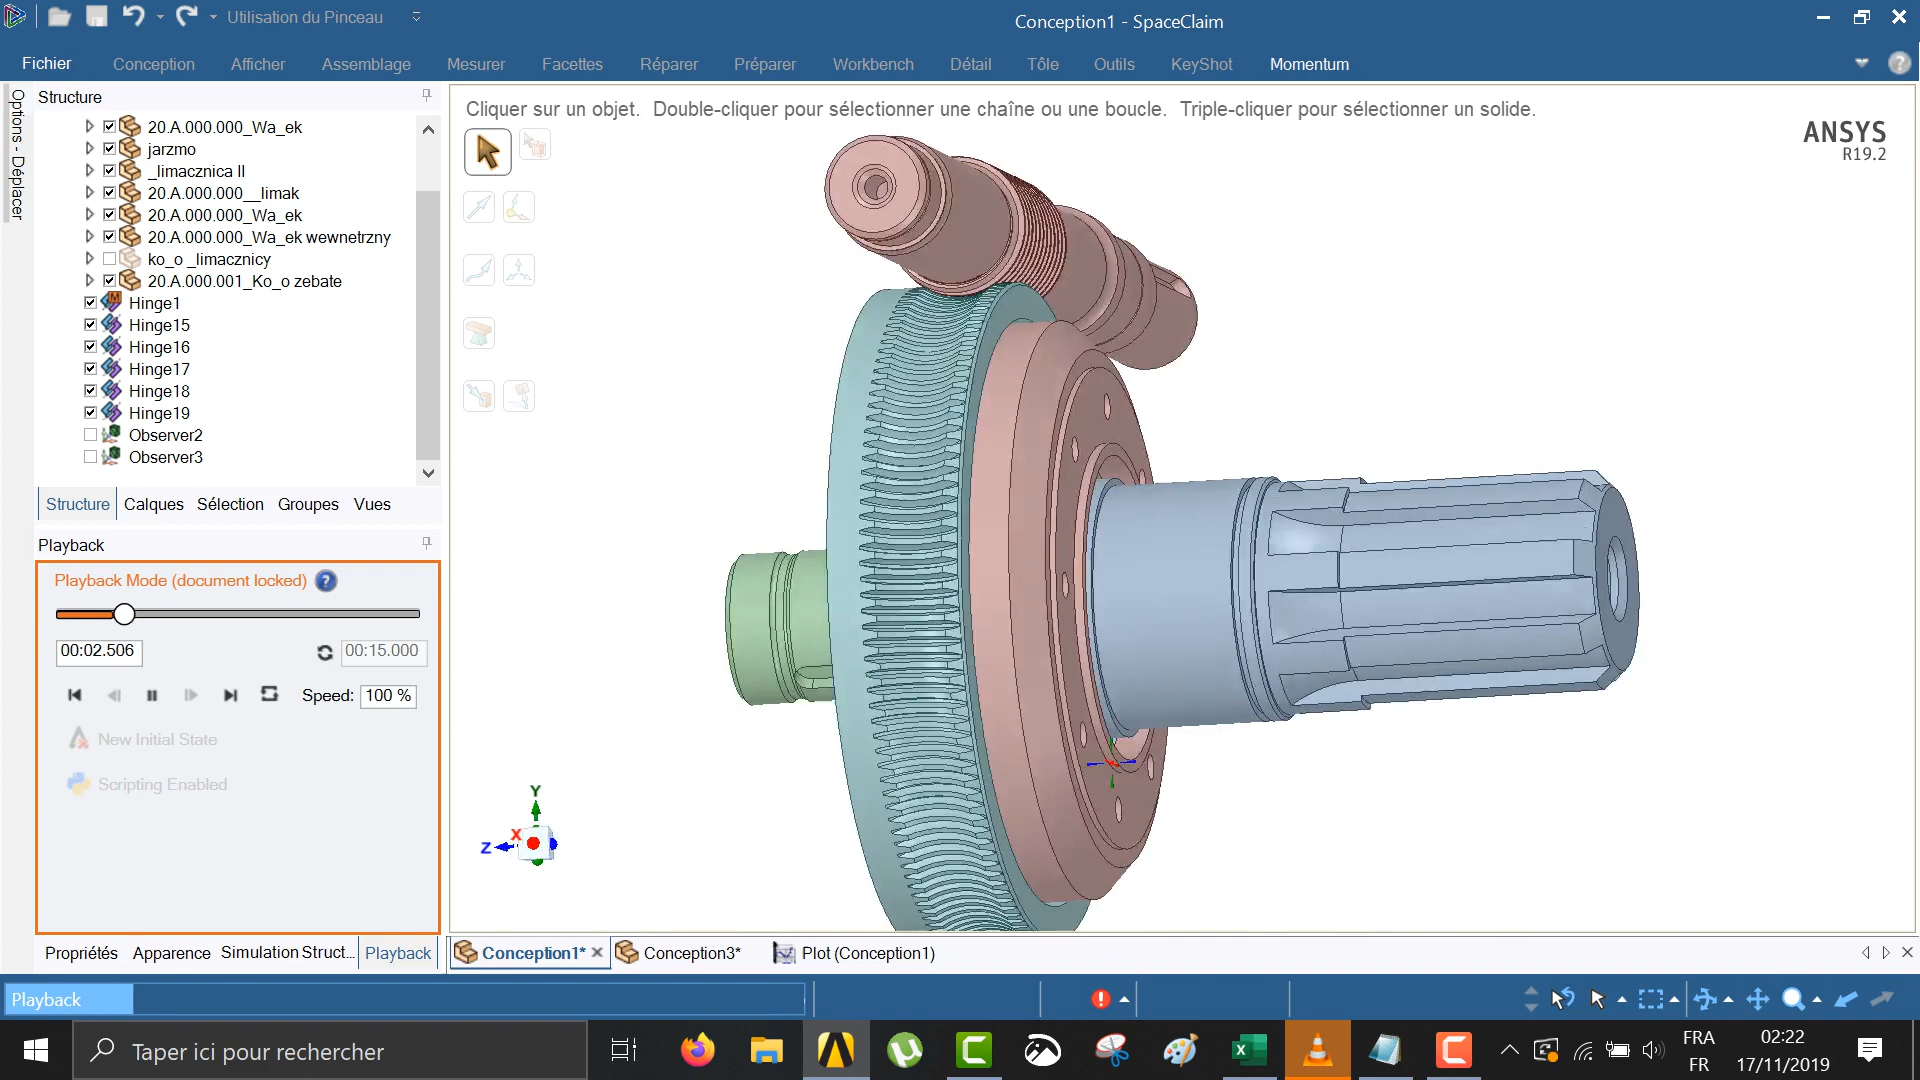 Utilisation du Pinceau
Conception1 - SpaceClaim
Fichier Conception Afficher Assemblage Mesurer Facettes Réparer Préparer Workbench Détail Tôle Outils KeyShot Momentum
Options - Déplacer
Structure
20.A.000.000_Wa_ek
jarzmo
_limacznica II
20.A.000.000__limak
20.A.000.000_Wa_ek
20.A.000.000_Wa_ek wewnetrzny
ko_o _limacznicy
20.A.000.001_Ko_o zebate
Hinge1
Hinge15
Hinge16
Hinge17
Hinge18
Hinge19
Observer2
Observer3
Structure Calques Sélection Groupes Vues
Playback
Playback Mode (document locked)
00:02.506 00:15.000
Speed: 100 %
New Initial State
Scripting Enabled
Propriétés Apparence Simulation Struct... Playback
Cliquer sur un objet. Double-cliquer pour sélectionner une chaîne ou une boucle. Triple-cliquer pour sélectionner un solide.
ANSYS
R19.2
Y
X
Z
Conception1* Conception3* Plot (Conception1)
Playback
Taper ici pour rechercher
FRA
FR
02:22
17/11/2019